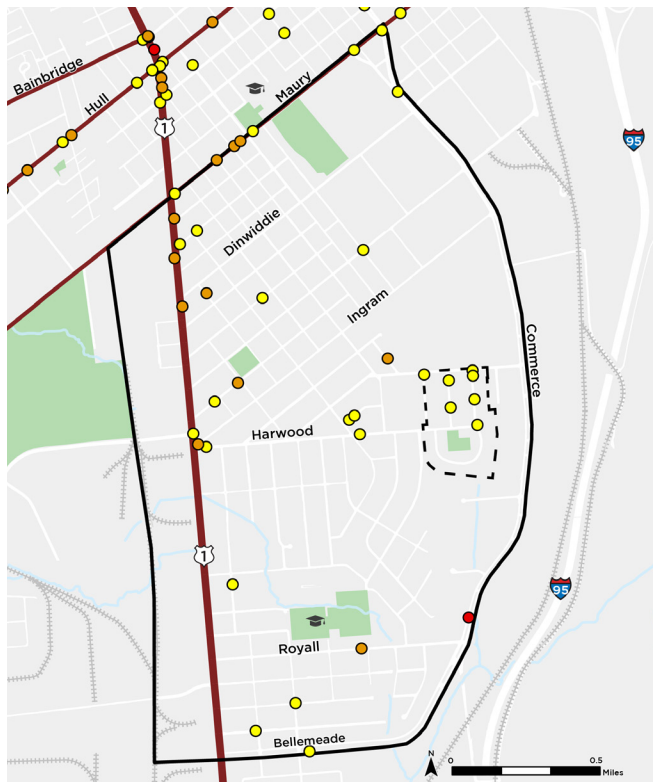 Bainbridge
Hull
Maury
1
95
Dinwiddie
Ingram
Commerce
Harwood
1
95
Royall
Bellemeade
N
0 0.5
Miles